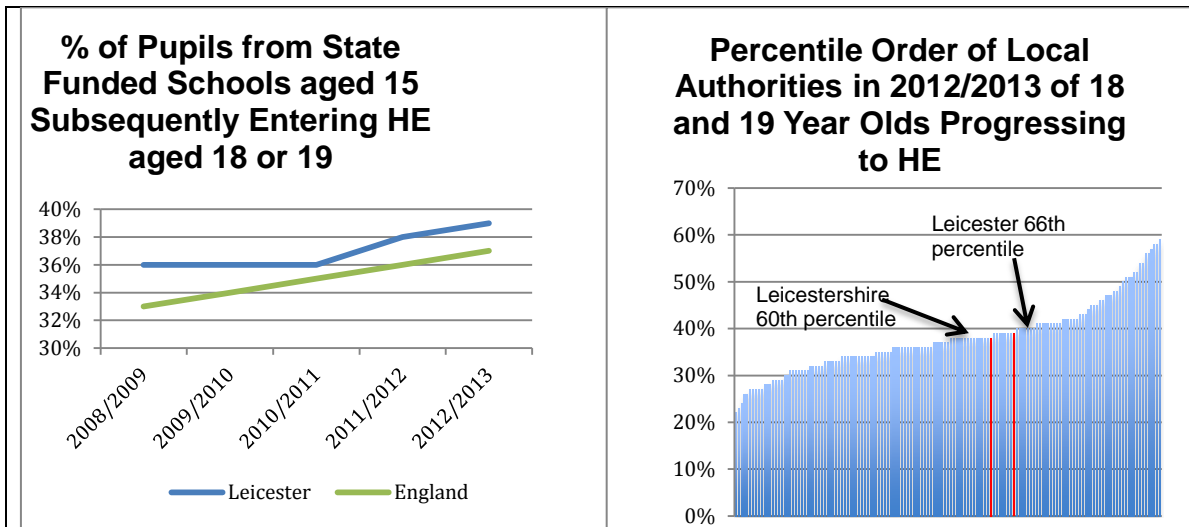 % of Pupils from State
Funded Schools aged 15
Subsequently Entering HE
aged 18 or 19
40%
38%
36%
34%
32%
30%
2008/2009
2009/2010
2010/2011
2011/2012
2012/2013
Leicester
England
Percentile Order of Local
Authorities in 2012/2013 of 18
and 19 Year Olds Progressing
to HE
70%
60%
50%
40%
30%
20%
10%
0%
Leicester 66th
percentile
Leicestershire
60th percentile